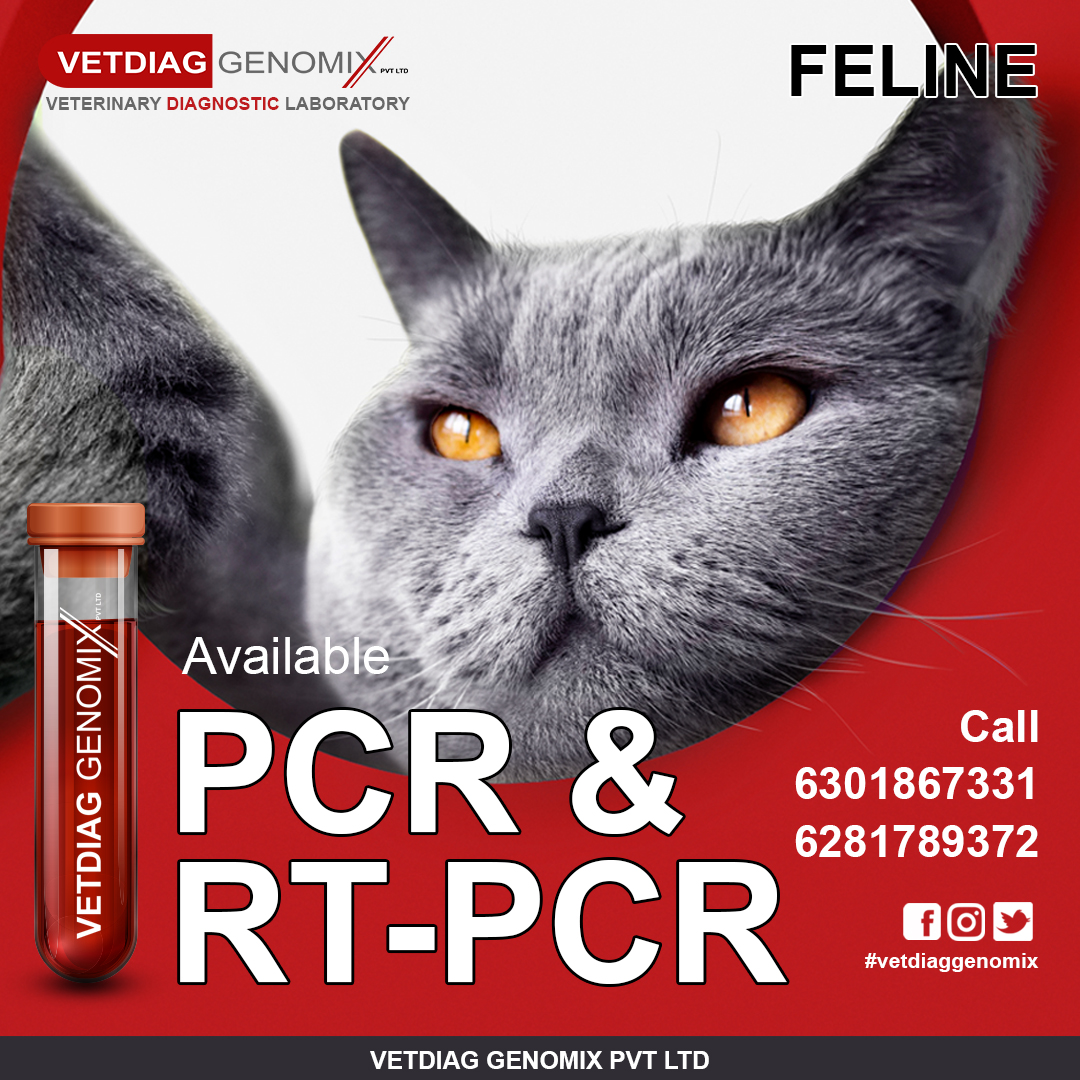 VETDIAG GENOMIX PVT LTD
VETERINARY DIAGNOSTIC LABORATORY
FELINE
VETDIAG GENOMIX PVT LTD
Available
PCR &
RT-PCR
Call
6301867331
6281789372
#vetdiaggenomix
VETDIAG GENOMIX PVT LTD